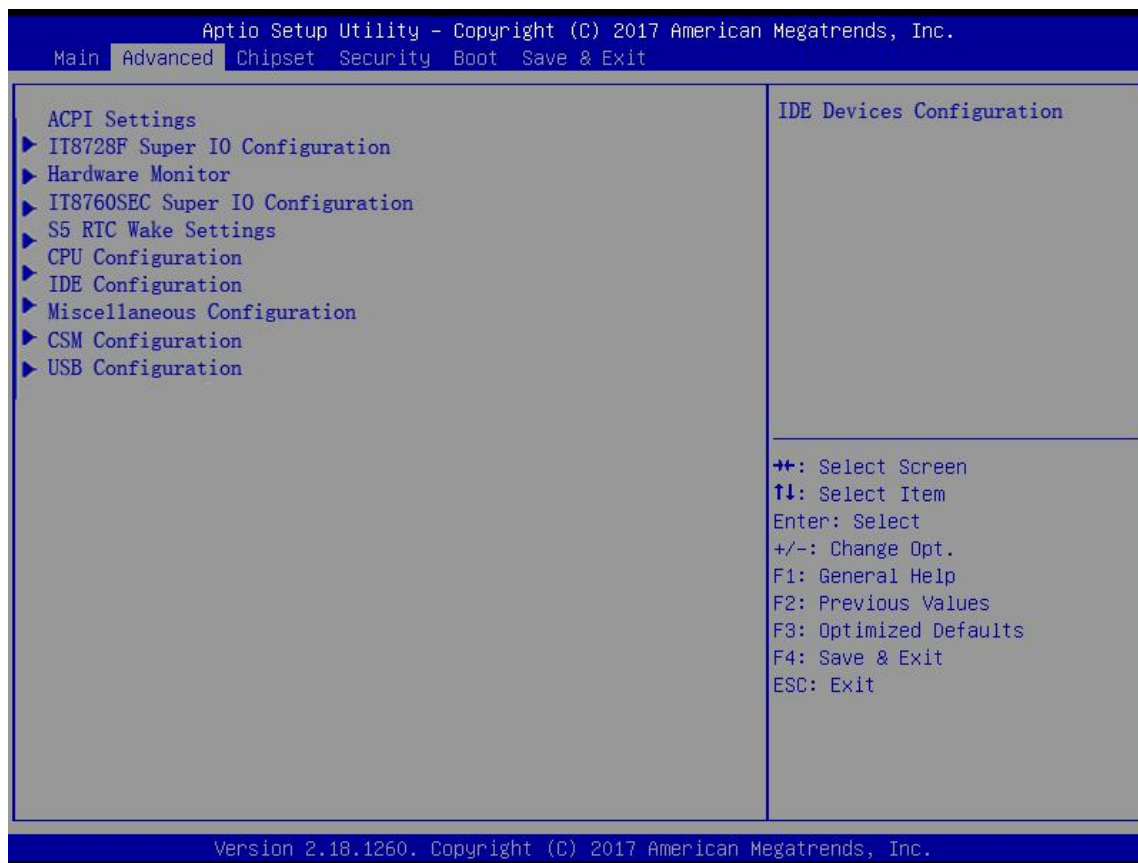 Aptio Setup Utility – Copyright (C) 2017 American Megatrends, Inc.
Main Advanced Chipset Security Boot Save & Exit
ACPI Settings
IT8728F Super IO Configuration
Hardware Monitor
IT8760SEC Super IO Configuration
S5 RTC Wake Settings
CPU Configuration
IDE Configuration
Miscellaneous Configuration
CSM Configuration
USB Configuration
IDE Devices Configuration
→←: Select Screen
↑↓: Select Item
Enter: Select
+/-: Change Opt.
F1: General Help
F2: Previous Values
F3: Optimized Defaults
F4: Save & Exit
ESC: Exit
Version 2.18.1260. Copyright (C) 2017 American Megatrends, Inc.